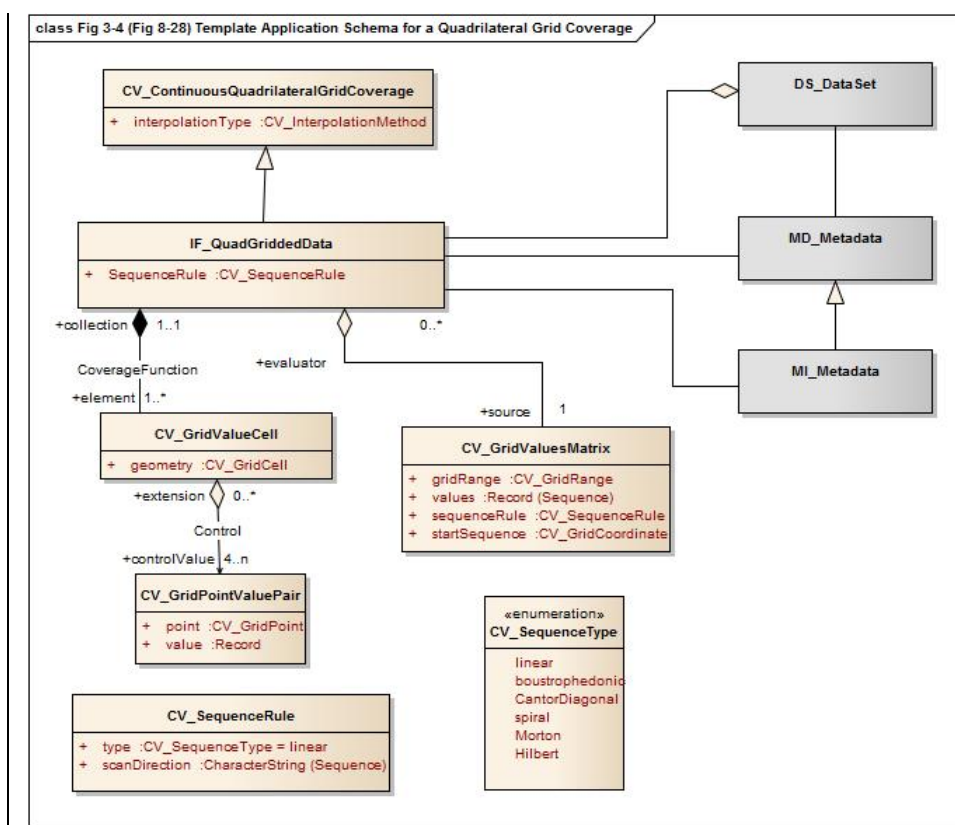 class Fig 3-4 (Fig 8-28) Template Application Schema for a Quadrilateral Grid Coverage
CV_ContinuousQuadrilateralGridCoverage
+ interpolationType :CV_InterpolationMethod
DS_DataSet
IF_QuadGriddedData
+ SequenceRule :CV_SequenceRule
MD_Metadata
MI_Metadata
+collection 1..1
0..*
CoverageFunction
+evaluator
+element 1..*
+source 1
CV_GridValueCell
+ geometry :CV_GridCell
CV_GridValuesMatrix
+ gridRange :CV_GridRange
+ values :Record (Sequence)
+ sequenceRule :CV_SequenceRule
+ startSequence :CV_GridCoordinate
+extension 0..*
Control
+controlValue 4..n
CV_GridPointValuePair
+ point :CV_GridPoint
+ value :Record
«enumeration»
CV_SequenceType
linear
boustrophedonic
CantorDiagonal
spiral
Morton
Hilbert
CV_SequenceRule
+ type :CV_SequenceType = linear
+ scanDirection :CharacterString (Sequence)